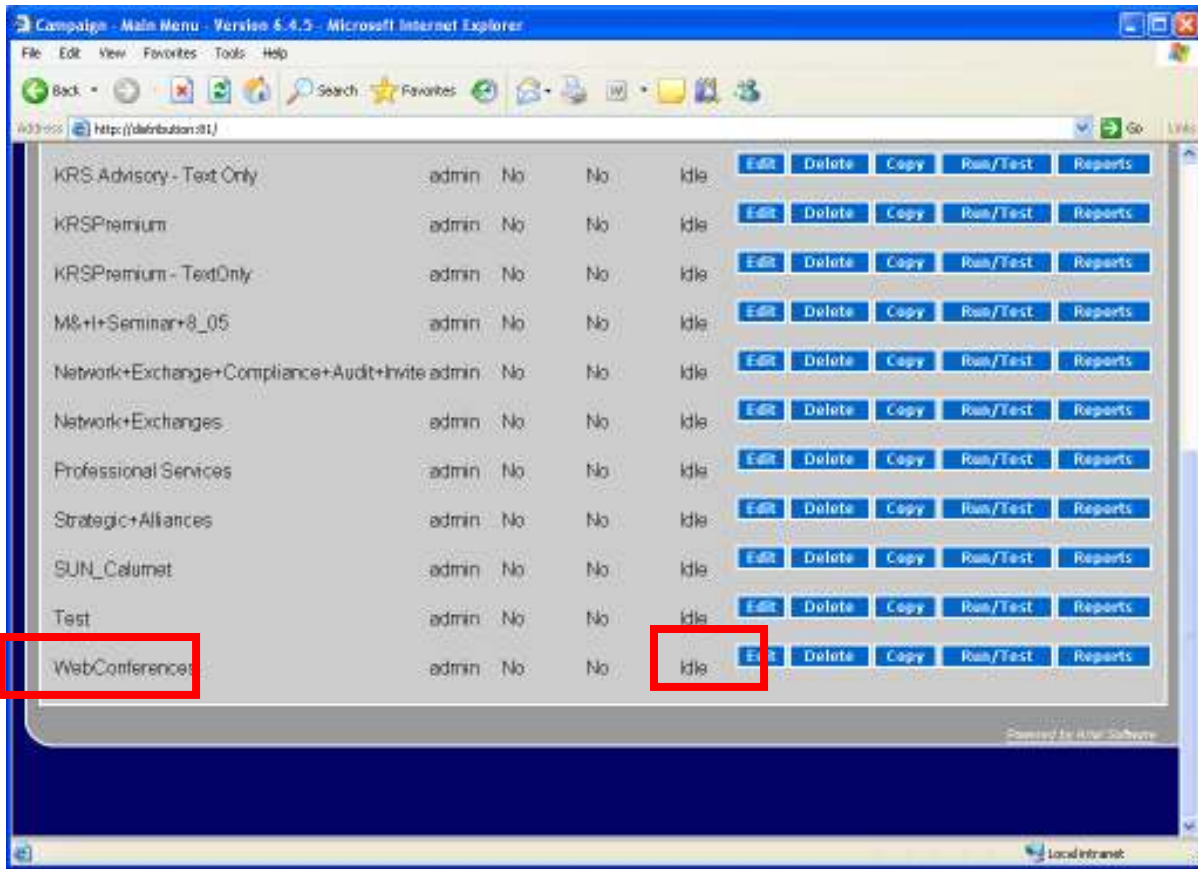 Campaign - Main Menu - Version 6.4.5 - Microsoft Internet Explorer
File Edit View Favorites Tools Help
Back Search Favorites
Address http://distribution:81/ Go Links
KRS Advisory - Text Only admin No No Idle Edit Delete Copy Run/Test Reports
KRSPremium admin No No Idle Edit Delete Copy Run/Test Reports
KRSPremium - TextOnly admin No No Idle Edit Delete Copy Run/Test Reports
M&+I+Seminar+8_05 admin No No Idle Edit Delete Copy Run/Test Reports
Network+Exchange+Compliance+Audit+Invite admin No No Idle Edit Delete Copy Run/Test Reports
Network+Exchanges admin No No Idle Edit Delete Copy Run/Test Reports
Professional Services admin No No Idle Edit Delete Copy Run/Test Reports
Strategic+Alliances admin No No Idle Edit Delete Copy Run/Test Reports
SUN_Calumet admin No No Idle Edit Delete Copy Run/Test Reports
Test admin No No Idle Edit Delete Copy Run/Test Reports
WebConferences admin No No Idle Edit Delete Copy Run/Test Reports
Powered by Software
Local intranet